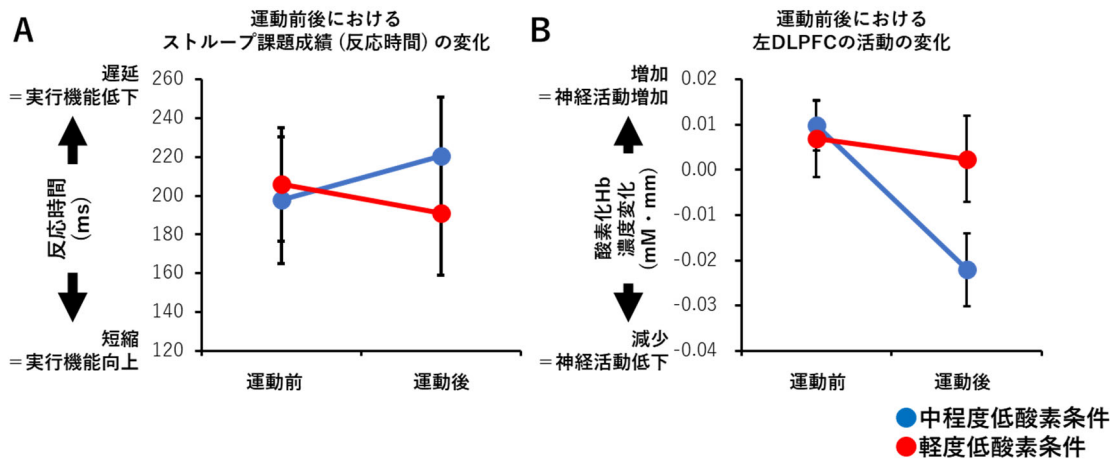 A
運動前後における
ストループ課題成績 (反応時間) の変化
遅延
＝実行機能低下
反応時間
(ms)
短縮
＝実行機能向上
260
240
220
200
180
160
140
120
運動前
運動後
B
運動前後における
左DLPFCの活動の変化
増加
＝神経活動増加
酸素化Hb
濃度変化
(mM・mm)
減少
＝神経活動低下
0.02
0.01
0.00
-0.01
-0.02
-0.03
-0.04
運動前
運動後
中程度低酸素条件
軽度低酸素条件